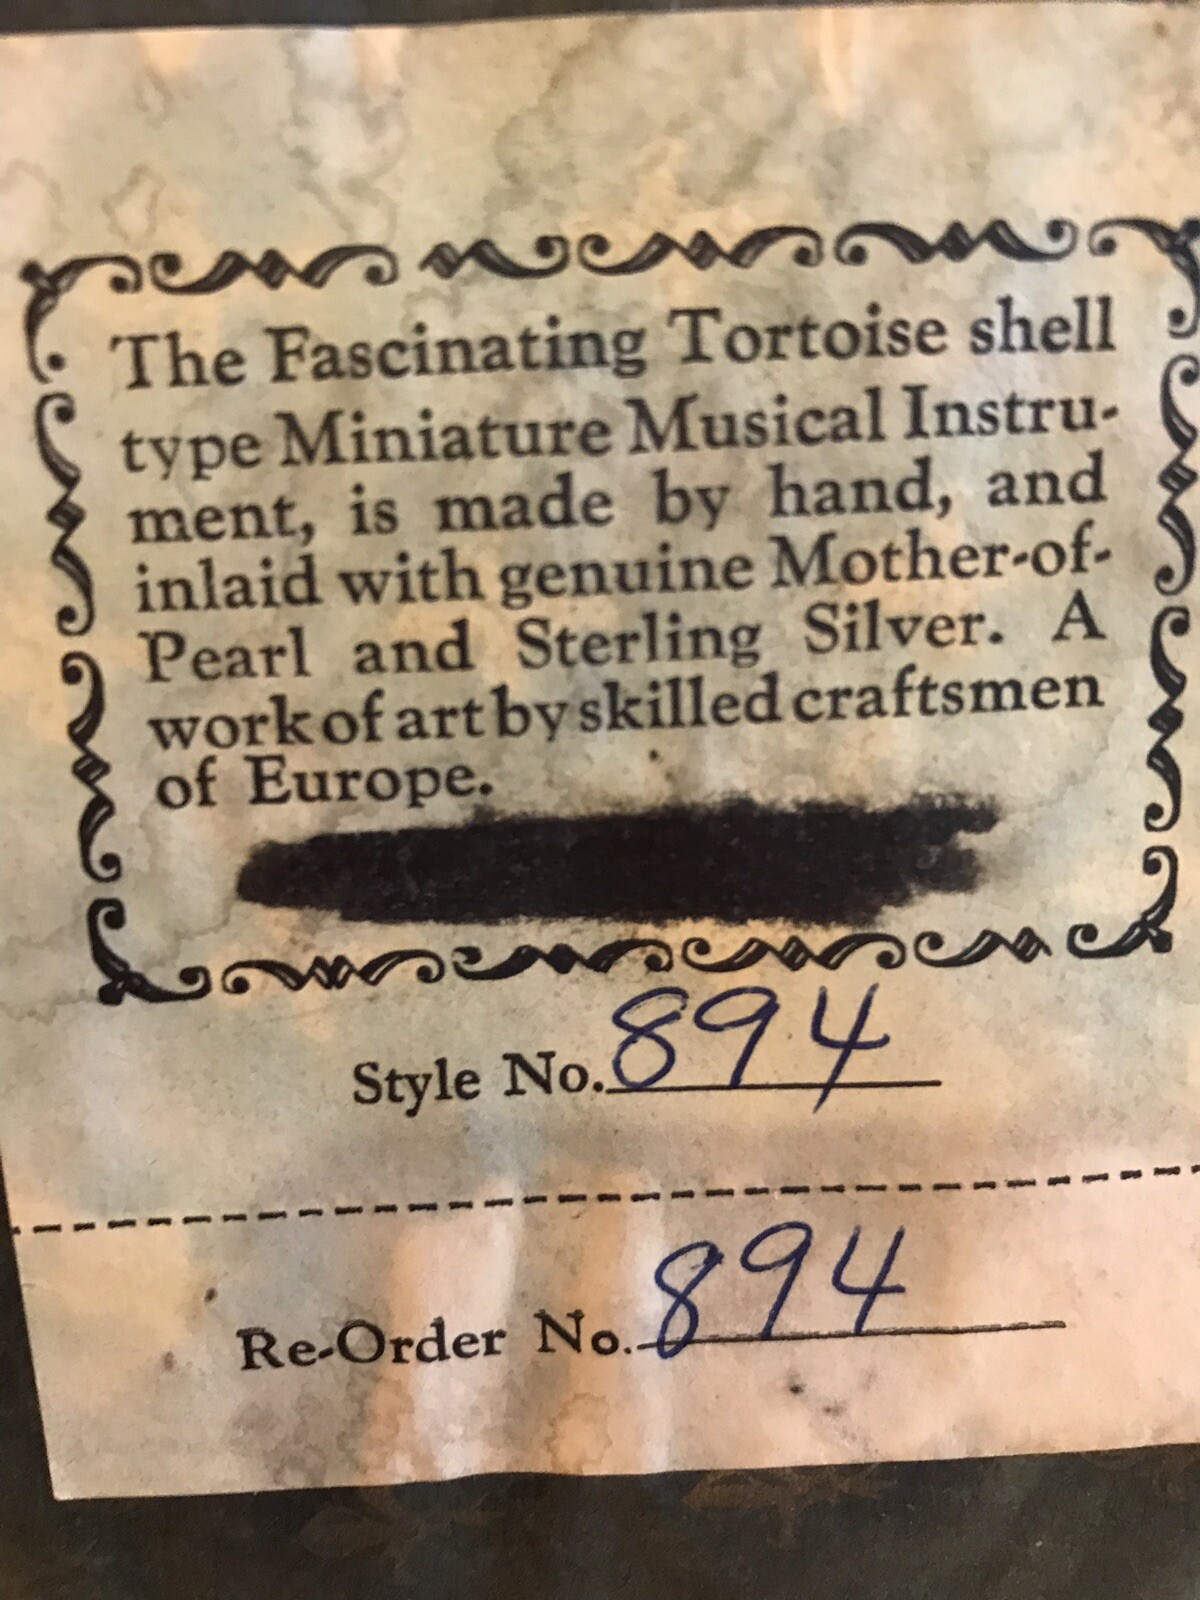 The Fascinating Tortoise shell
type Miniature Musical Instru-
ment, is made by hand, and
inlaid with genuine Mother-of-
Pearl and Sterling Silver. A
work of art by skilled craftsmen
of Europe.
Style No. 894
Re-Order No. 894